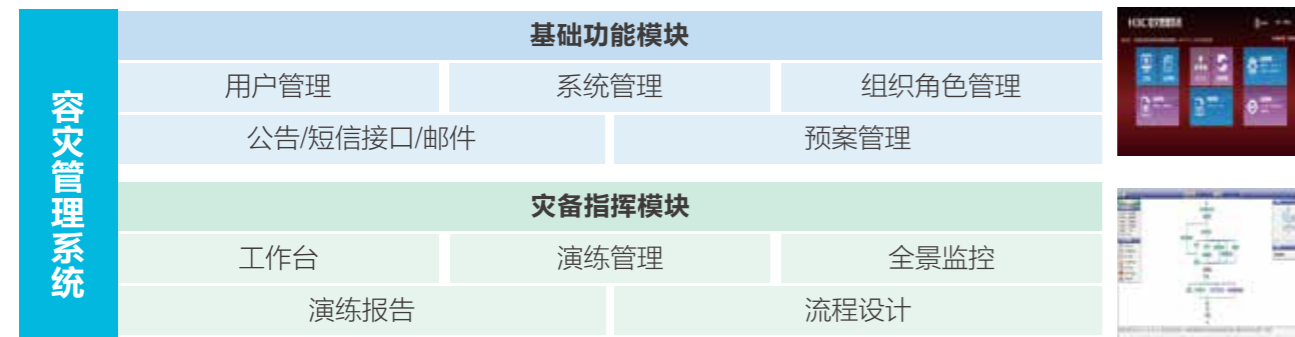 容灾管理系统
基础功能模块
用户管理 系统管理 组织角色管理
公告/短信接口/邮件 预案管理
灾备指挥模块
工作台 演练管理 全景监控
演练报告 流程设计